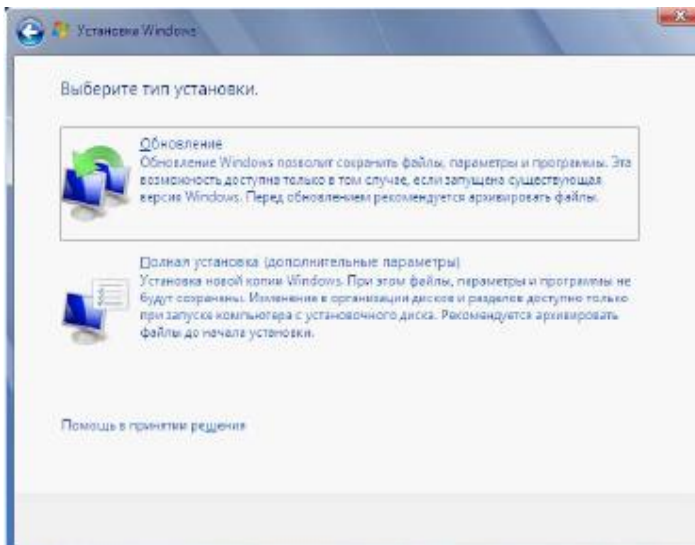 Установка Windows
Выберите тип установки.
Обновление
Обновление Windows позволит сохранить файлы, параметры и программы. Эта
возможность доступна только в том случае, если запущена существующая
версия Windows. Перед обновлением рекомендуется архивировать файлы.
Полная установка (дополнительные параметры)
Установка новой копии Windows. При этом файлы, параметры и программы не
будут сохранены. Изменение в организации дисков и разделов доступно только
при запуске компьютера с установочного диска. Рекомендуется архивировать
файлы до начала установки.
Помощь в принятии решения